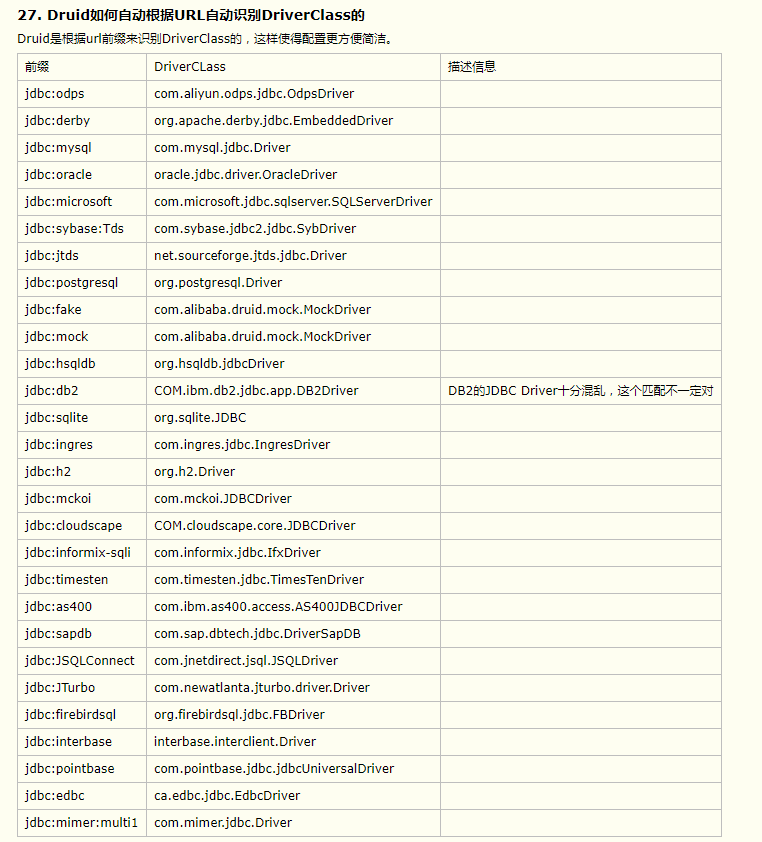 27. Druid如何自动根据URL自动识别DriverClass的
Druid是根据url前缀来识别DriverClass的，这样使得配置更方便简洁。
前缀 DriverCLass 描述信息
jdbc:odps com.aliyun.odps.jdbc.OdpsDriver
jdbc:derby org.apache.derby.jdbc.EmbeddedDriver
jdbc:mysql com.mysql.jdbc.Driver
jdbc:oracle oracle.jdbc.driver.OracleDriver
jdbc:microsoft com.microsoft.jdbc.sqlserver.SQLServerDriver
jdbc:sybase:Tds com.sybase.jdbc2.jdbc.SybDriver
jdbc:jtds net.sourceforge.jtds.jdbc.Driver
jdbc:postgresql org.postgresql.Driver
jdbc:fake com.alibaba.druid.mock.MockDriver
jdbc:mock com.alibaba.druid.mock.MockDriver
jdbc:hsqldb org.hsqldb.jdbcDriver
jdbc:db2 COM.ibm.db2.jdbc.app.DB2Driver DB2的JDBC Driver十分混乱，这个匹配不一定对
jdbc:sqlite org.sqlite.JDBC
jdbc:ingres com.ingres.jdbc.IngresDriver
jdbc:h2 org.h2.Driver
jdbc:mckoi com.mckoi.JDBCDriver
jdbc:cloudscape COM.cloudscape.core.JDBCDriver
jdbc:informix-sqli com.informix.jdbc.IfxDriver
jdbc:timesten com.timesten.jdbc.TimesTenDriver
jdbc:as400 com.ibm.as400.access.AS400JDBCDriver
jdbc:sapdb com.sap.dbtech.jdbc.DriverSapDB
jdbc:JSQLConnect com.jnetdirect.jsql.JSQLDriver
jdbc:JTurbo com.newatlanta.jturbo.driver.Driver
jdbc:firebirdsql org.firebirdsql.jdbc.FBDriver
jdbc:interbase interbase.interclient.Driver
jdbc:pointbase com.pointbase.jdbc.jdbcUniversalDriver
jdbc:edbc ca.edbc.jdbc.EdbcDriver
jdbc:mimer:multi1 com.mimer.jdbc.Driver